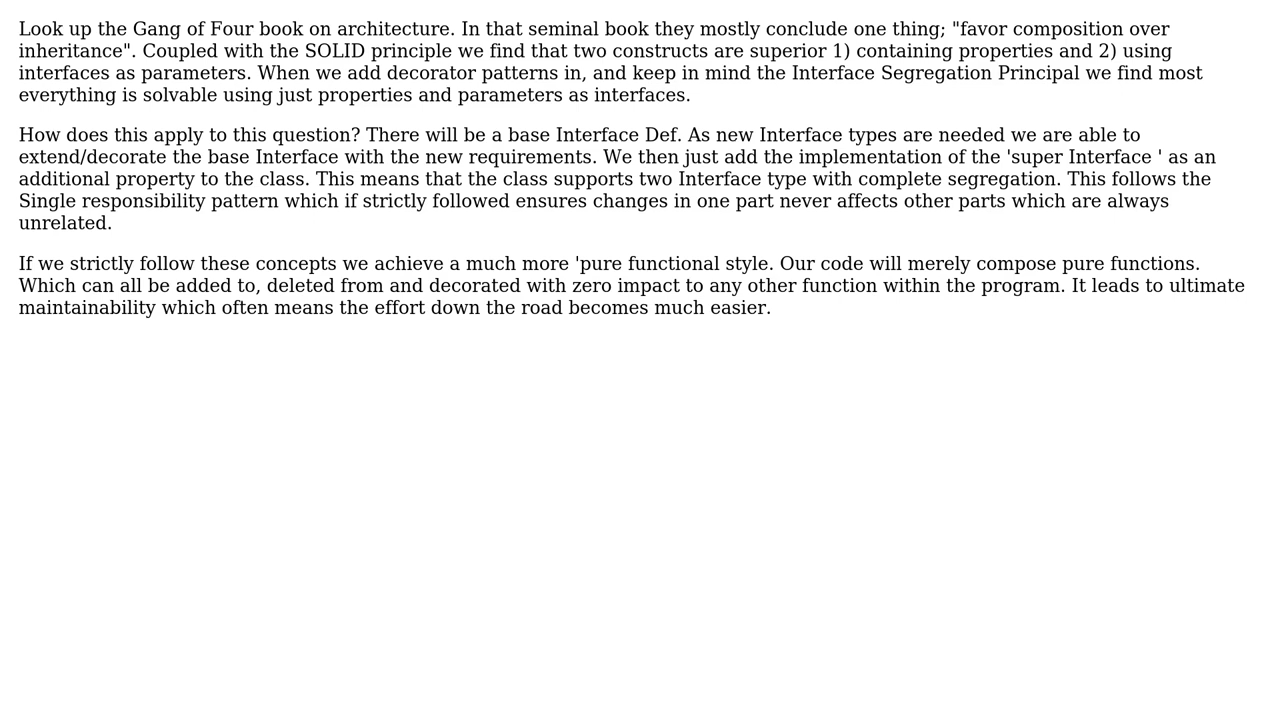 Look up the Gang of Four book on architecture. In that seminal book they mostly conclude one thing; "favor composition over
inheritance". Coupled with the SOLID principle we find that two constructs are superior 1) containing properties and 2) using
interfaces as parameters. When we add decorator patterns in, and keep in mind the Interface Segregation Principal we find most
everything is solvable using just properties and parameters as interfaces.
How does this apply to this question? There will be a base Interface Def. As new Interface types are needed we are able to
extend/decorate the base Interface with the new requirements. We then just add the implementation of the 'super Interface ' as an
additional property to the class. This means that the class supports two Interface type with complete segregation. This follows the
Single responsibility pattern which if strictly followed ensures changes in one part never affects other parts which are always
unrelated.
If we strictly follow these concepts we achieve a much more 'pure functional style. Our code will merely compose pure functions.
Which can all be added to, deleted from and decorated with zero impact to any other function within the program. It leads to ultimate
maintainability which often means the effort down the road becomes much easier.